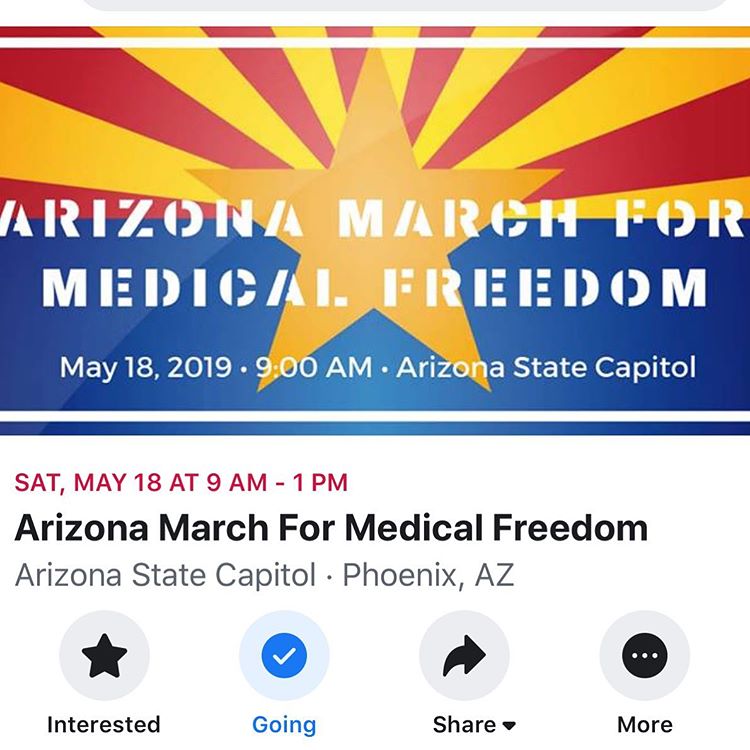 ARIZONA MARCH FOR
MEDICAL FREEDOM
May 18, 2019 • 9:00 AM • Arizona State Capitol
SAT, MAY 18 AT 9 AM - 1 PM
Arizona March For Medical Freedom
Arizona State Capitol · Phoenix, AZ
Interested Going Share More